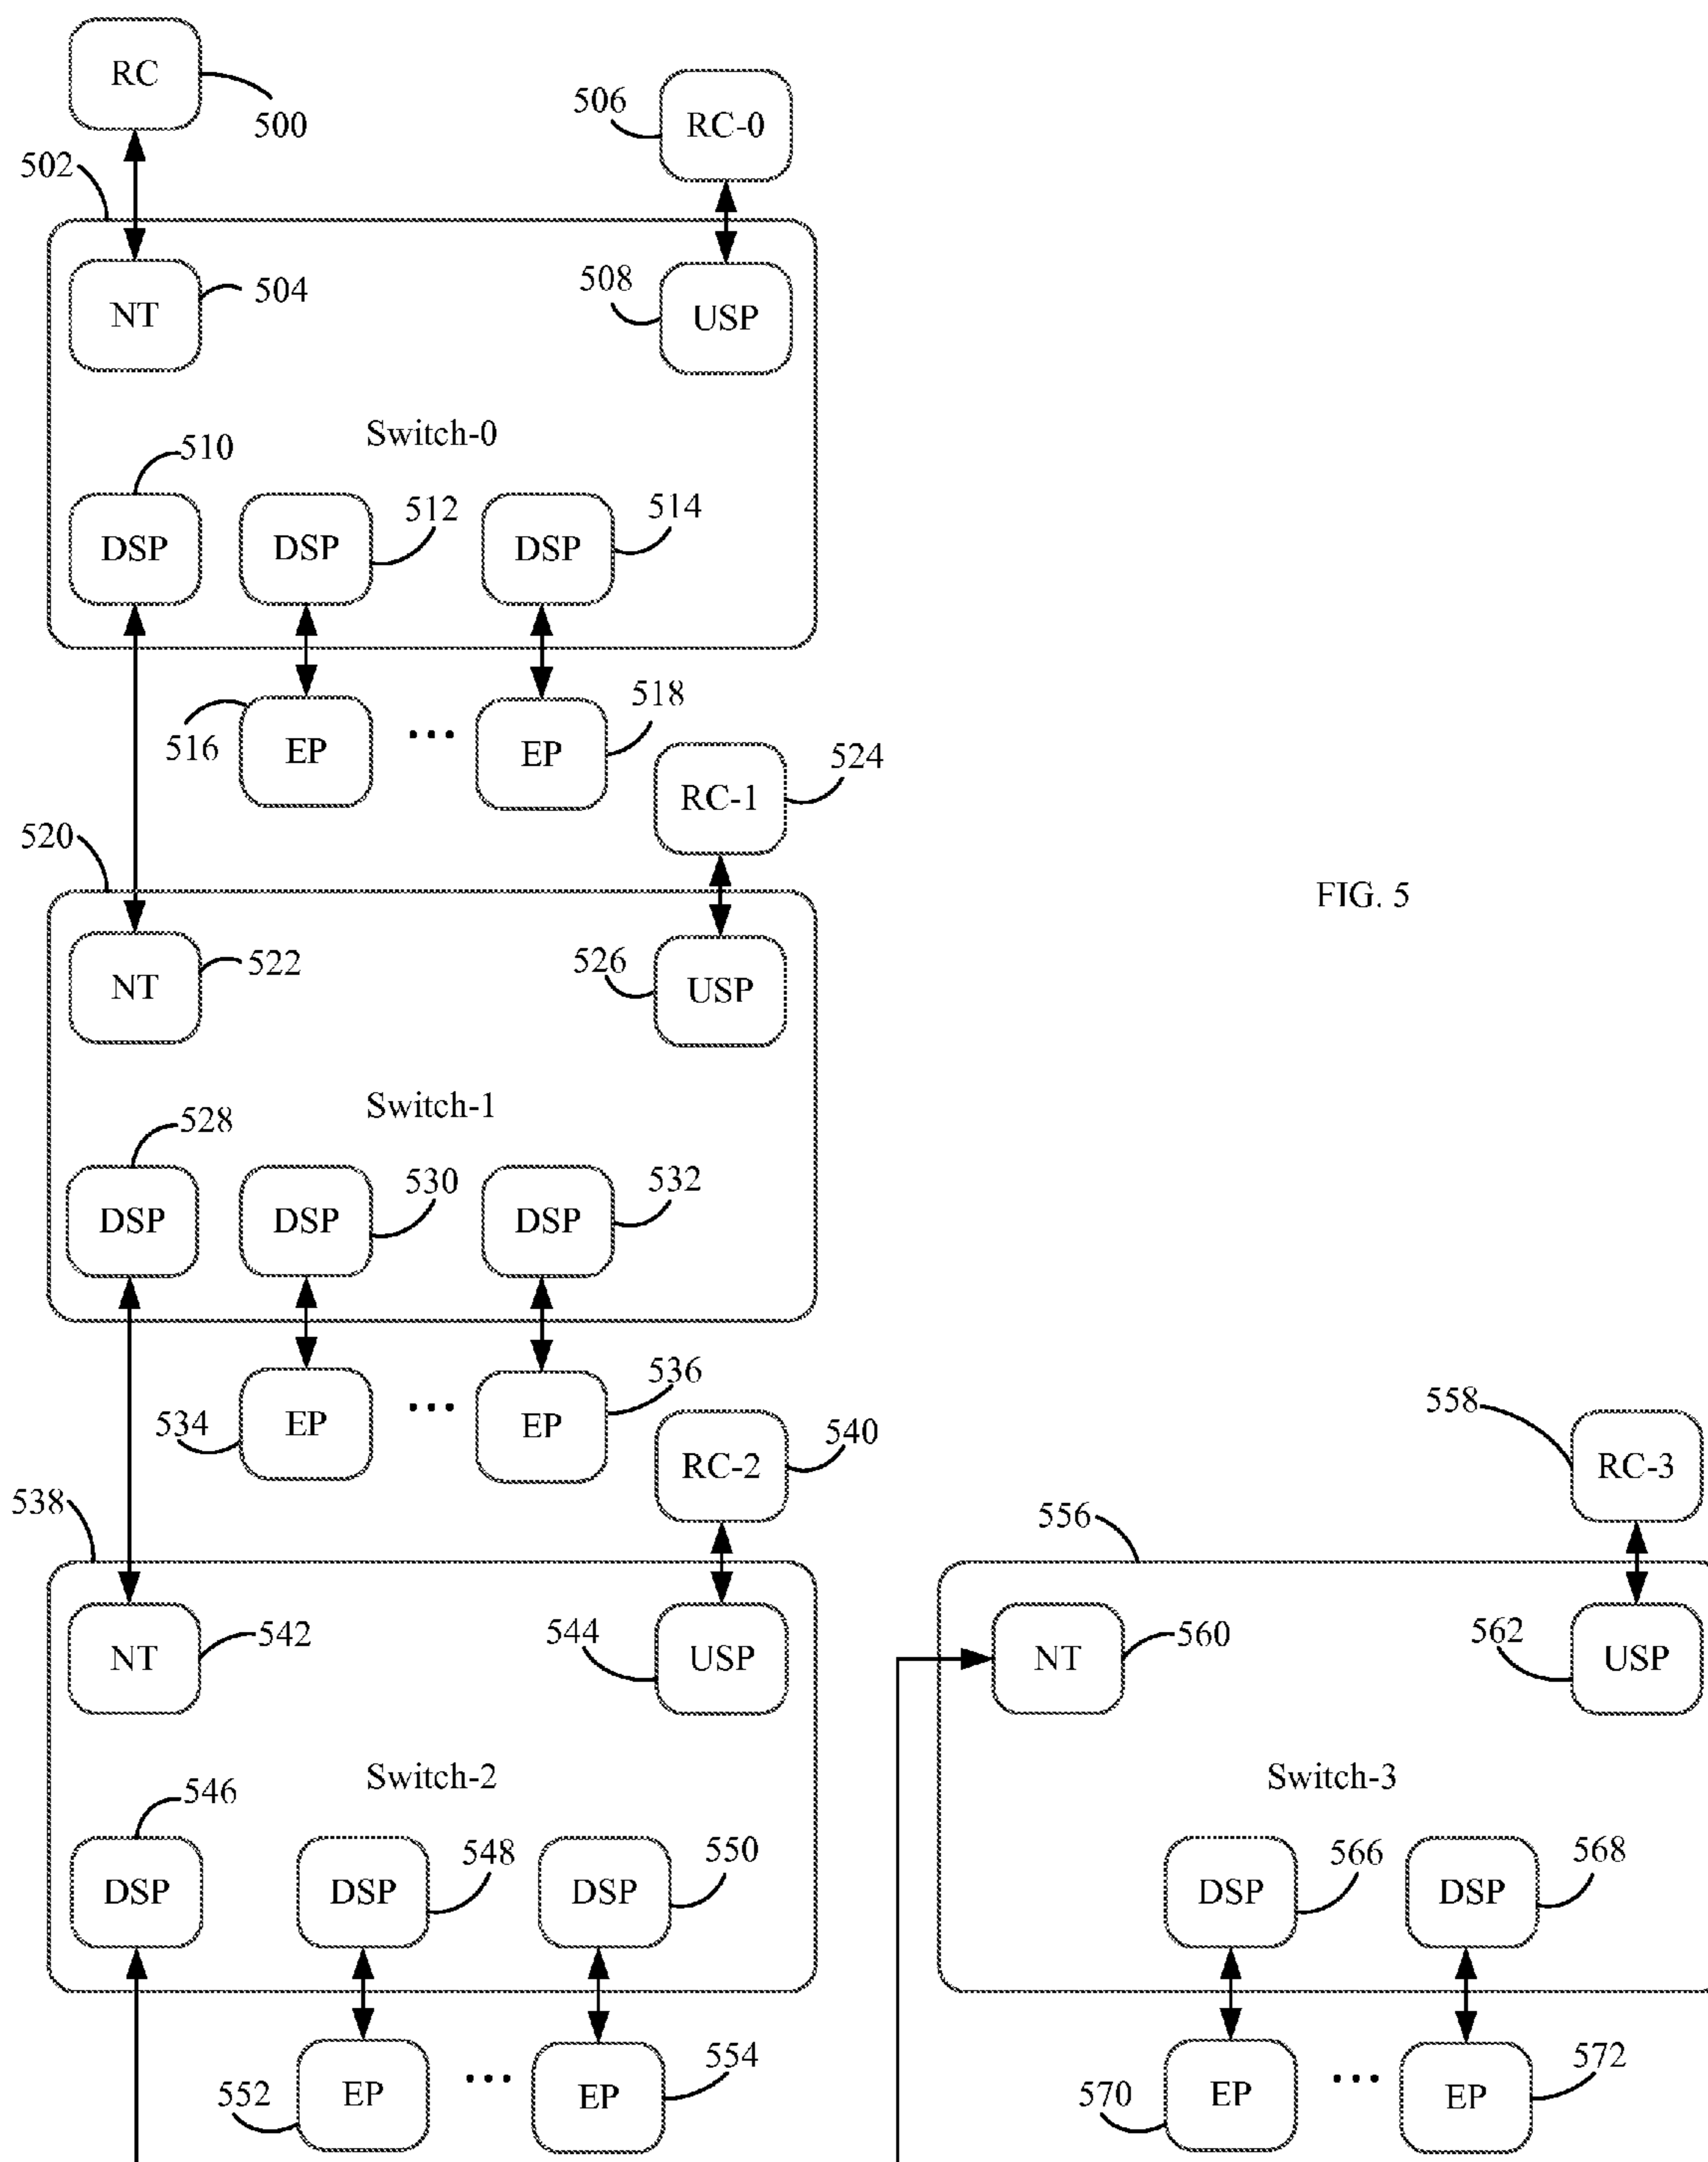 RC
500
506
RC-0
502
NT
504
508
USP
Switch-0
510
512
514
DSP
DSP
DSP
516
EP
...
EP
518
RC-1
524
520
NT
522
526
USP
FIG. 5
Switch-1
528
530
532
DSP
DSP
DSP
534
EP
...
EP
536
RC-2
540
558
RC-3
538
556
NT
542
544
USP
NT
560
562
USP
Switch-2
Switch-3
546
548
550
566
568
DSP
DSP
DSP
DSP
DSP
552
EP
...
EP
554
570
EP
...
EP
572